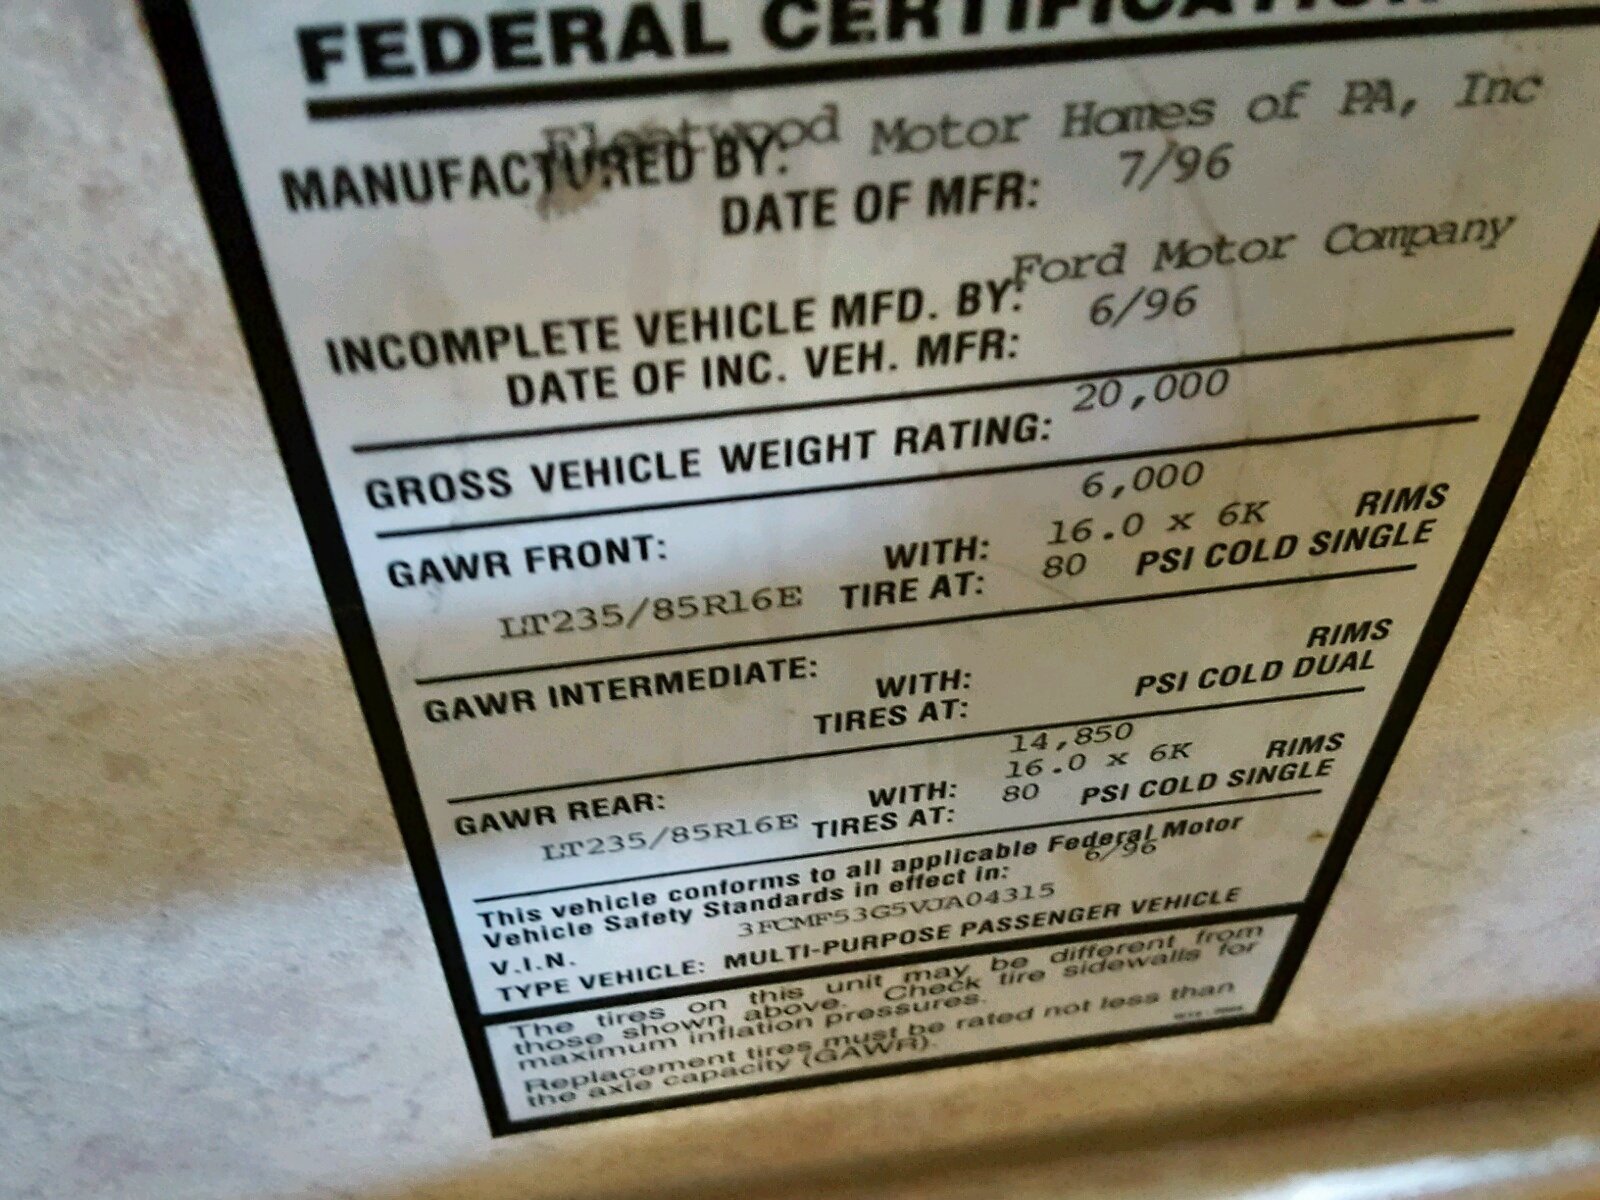 FEDERAL CERTIFICATION
Fleetwood Motor Homes of PA, Inc
MANUFACTURED BY:
DATE OF MFR: 7/96
INCOMPLETE VEHICLE MFD. BY: Ford Motor Company
DATE OF INC. VEH. MFR: 6/96
GROSS VEHICLE WEIGHT RATING: 20,000
GAWR FRONT: 6,000
WITH: 16.0 x 6K RIMS
LT235/85R16E TIRE AT: 80 PSI COLD SINGLE
GAWR INTERMEDIATE:
WITH: RIMS
TIRES AT: PSI COLD DUAL
GAWR REAR: 14,850
WITH: 16.0 x 6K RIMS
LT235/85R16E TIRES AT: 80 PSI COLD SINGLE
This vehicle conforms to all applicable Federal Motor
Vehicle Safety Standards in effect in: 6/96
V.I.N. 3FCMF53G5VJA04315
TYPE VEHICLE: MULTI-PURPOSE PASSENGER VEHICLE
The tires on this unit may be different from
those shown above. Check tire sidewalls for
maximum inflation pressures.
Replacement tires must be rated not less than
the axle capacity (GAWR).